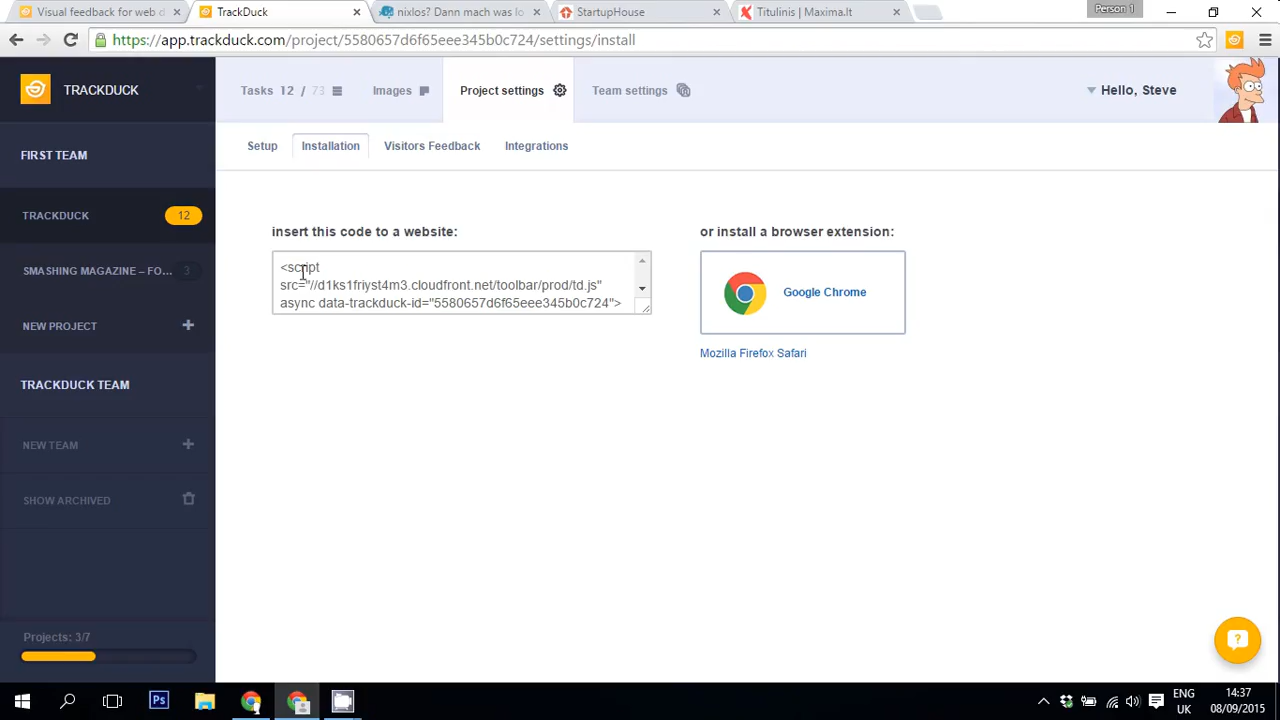 Visual feedback for web d
TrackDuck
nixlos? Dann mach was lo
StartupHouse
Titulinis | Maxima.lt
Person 1
https://app.trackduck.com/project/5580657d6f65eee345b0c724/settings/install
TRACKDUCK
Tasks 12 / 73
Images
Project settings
Team settings
Hello, Steve
Setup
Installation
Visitors Feedback
Integrations
FIRST TEAM
TRACKDUCK 12
SMASHING MAGAZINE – FO... 3
NEW PROJECT +
TRACKDUCK TEAM
NEW TEAM +
SHOW ARCHIVED
Projects: 3/7
insert this code to a website:
<script
src="//d1ks1friyst4m3.cloudfront.net/toolbar/prod/td.js"
async data-trackduck-id="5580657d6f65eee345b0c724">
or install a browser extension:
Google Chrome
Mozilla Firefox Safari
?
Ps
ENG
UK
14:37
08/09/2015